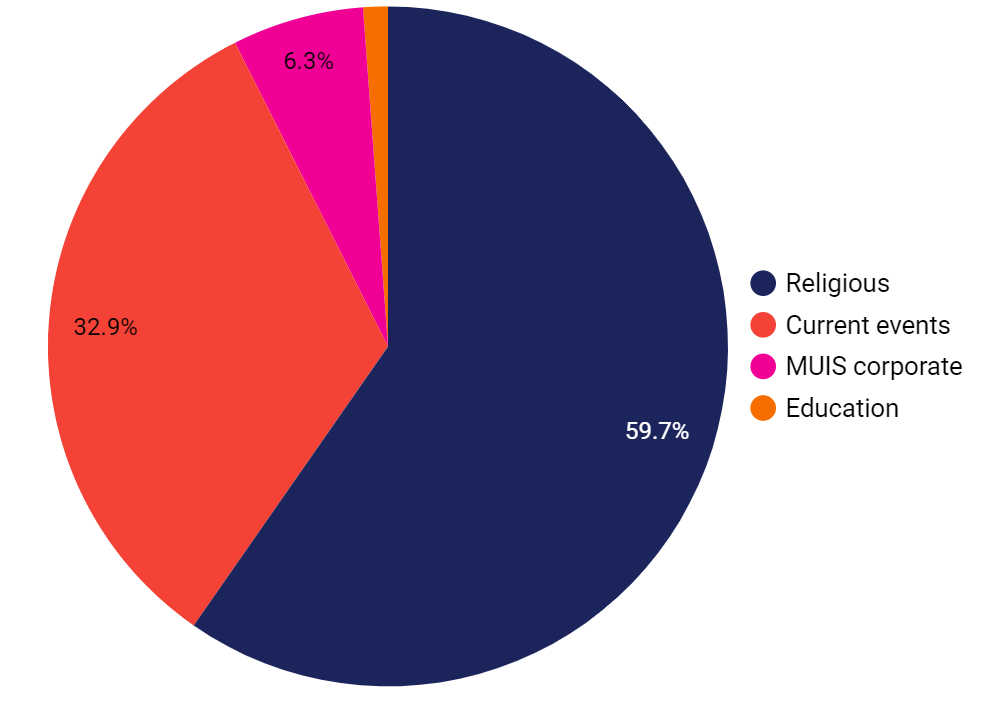 6.3%
32.9%
59.7%
Religious
Current events
MUIS corporate
Education